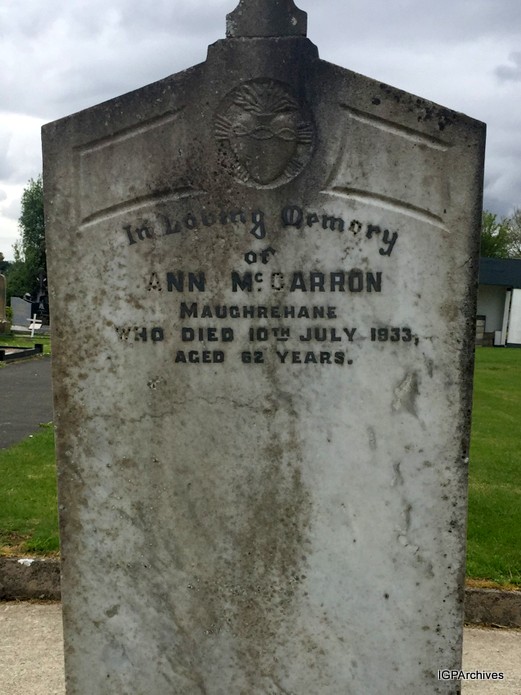 In Loving Memory
of
ANN McCARRON
MAUGHREHANE
WHO DIED 10TH JULY 1933,
AGED 62 YEARS.
IGPArchives